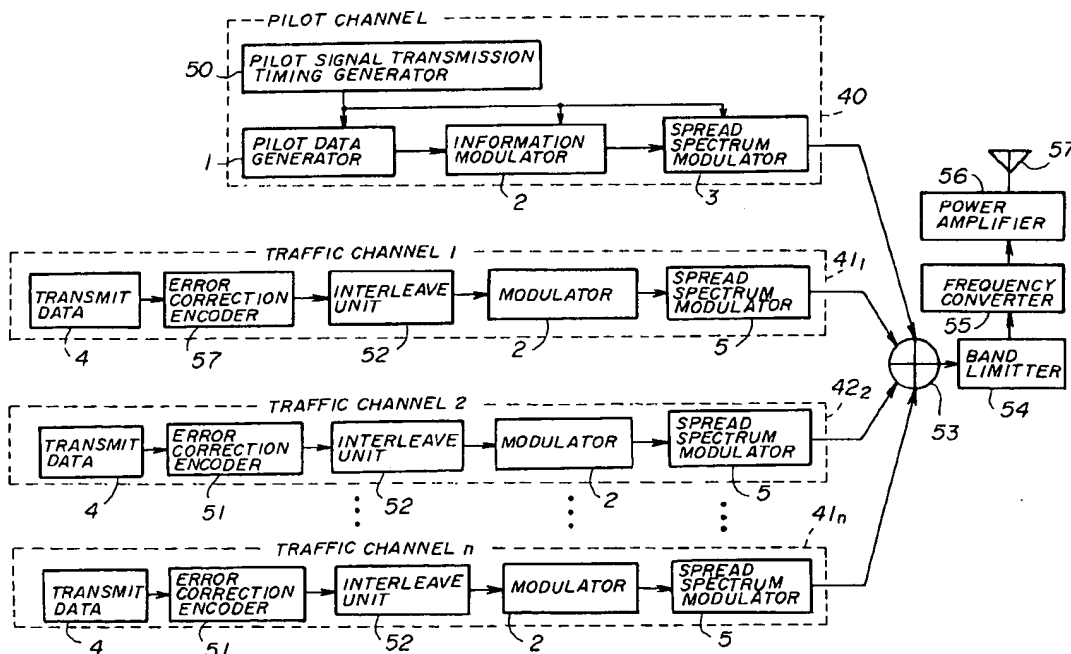 PILOT CHANNEL
50
PILOT SIGNAL TRANSMISSION
TIMING GENERATOR
40
PILOT DATA
GENERATOR
INFORMATION
MODULATOR
SPREAD
SPECTRUM
MODULATOR
1
2
3
57
56
POWER
AMPLIFIER
FREQUENCY
CONVERTER
55
BAND
LIMITTER
54
53
TRAFFIC CHANNEL 1
41₁
TRANSMIT
DATA
ERROR
CORRECTION
ENCODER
INTERLEAVE
UNIT
MODULATOR
SPREAD
SPECTRUM
MODULATOR
4
57
52
2
5
TRAFFIC CHANNEL 2
42₂
TRANSMIT
DATA
ERROR
CORRECTION
ENCODER
INTERLEAVE
UNIT
MODULATOR
SPREAD
SPECTRUM
MODULATOR
4
51
52
2
5
TRAFFIC CHANNEL n
41ₙ
TRANSMIT
DATA
ERROR
CORRECTION
ENCODER
INTERLEAVE
UNIT
MODULATOR
SPREAD
SPECTRUM
MODULATOR
4
51
52
2
5